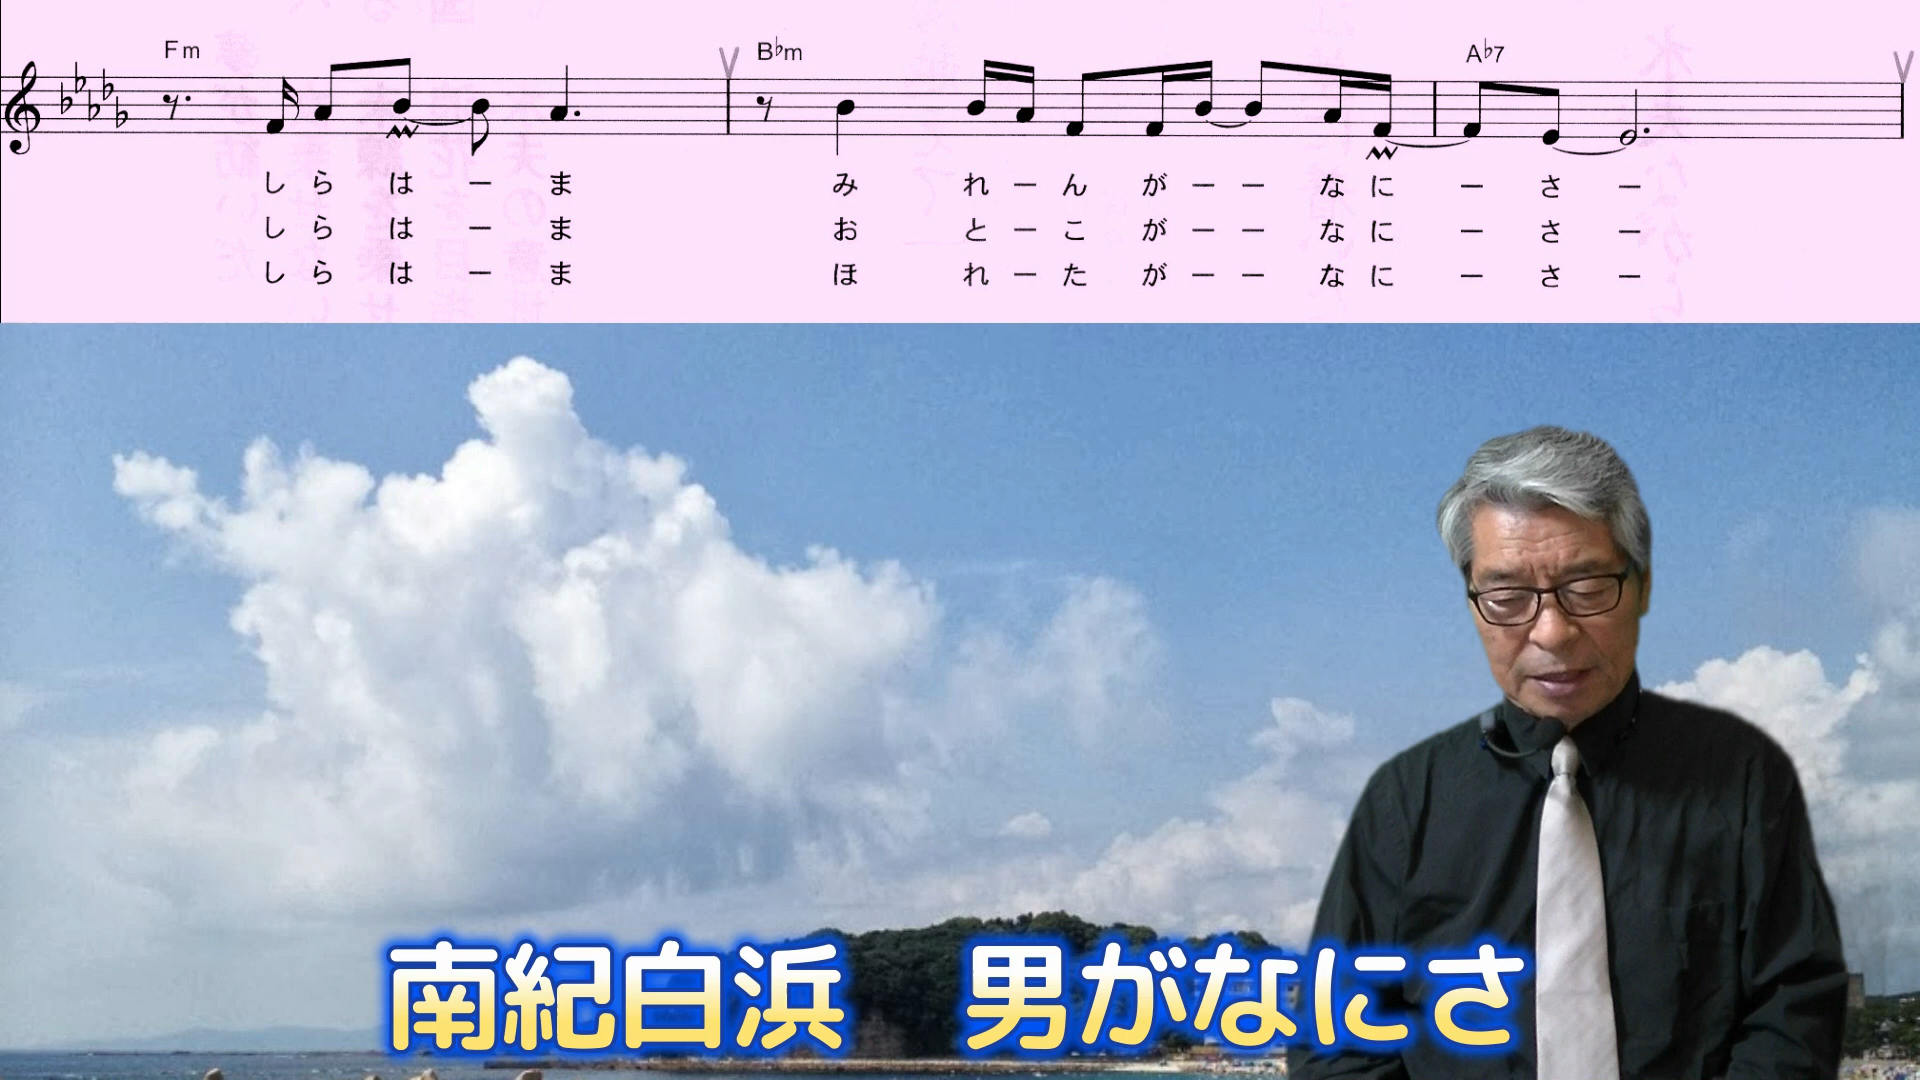 Fm B♭m A♭7
しらはーま みれーんがーーなにーさー
しらはーま おとーこがーーなにーさー
しらはーま ほれーたがーーなにーさー
南紀白浜 男がなにさ